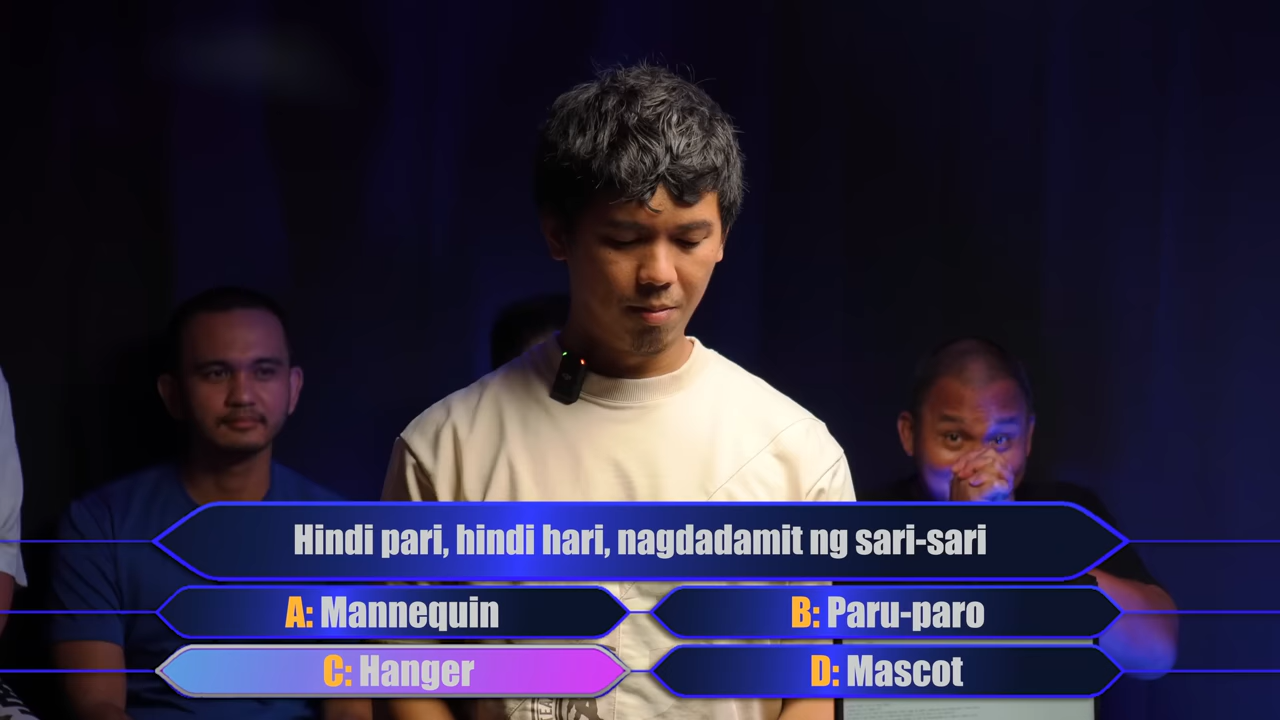 Hindi pari, hindi hari, nagdadamit ng sari-sari
A: Mannequin
B: Paru-paro
C: Hanger
D: Mascot